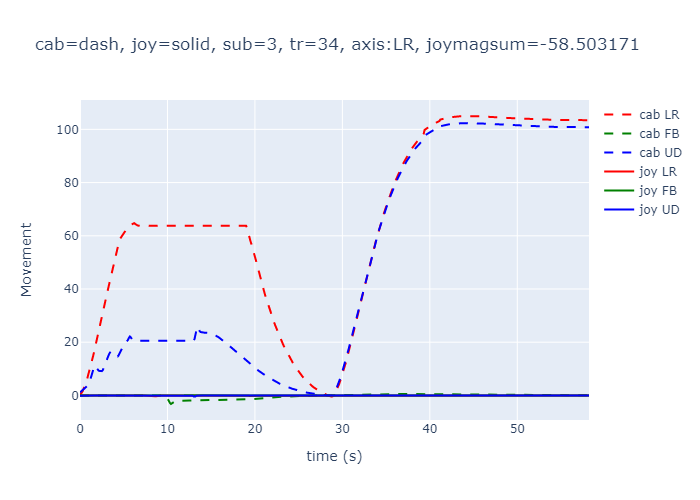 cab=dash, joy=solid, sub=3, tr=34, axis:LR, joymagsum=-58.503171
cab LR
cab FB
cab UD
joy LR
joy FB
joy UD
Movement
100
80
60
40
20
0
0 10 20 30 40 50
time (s)